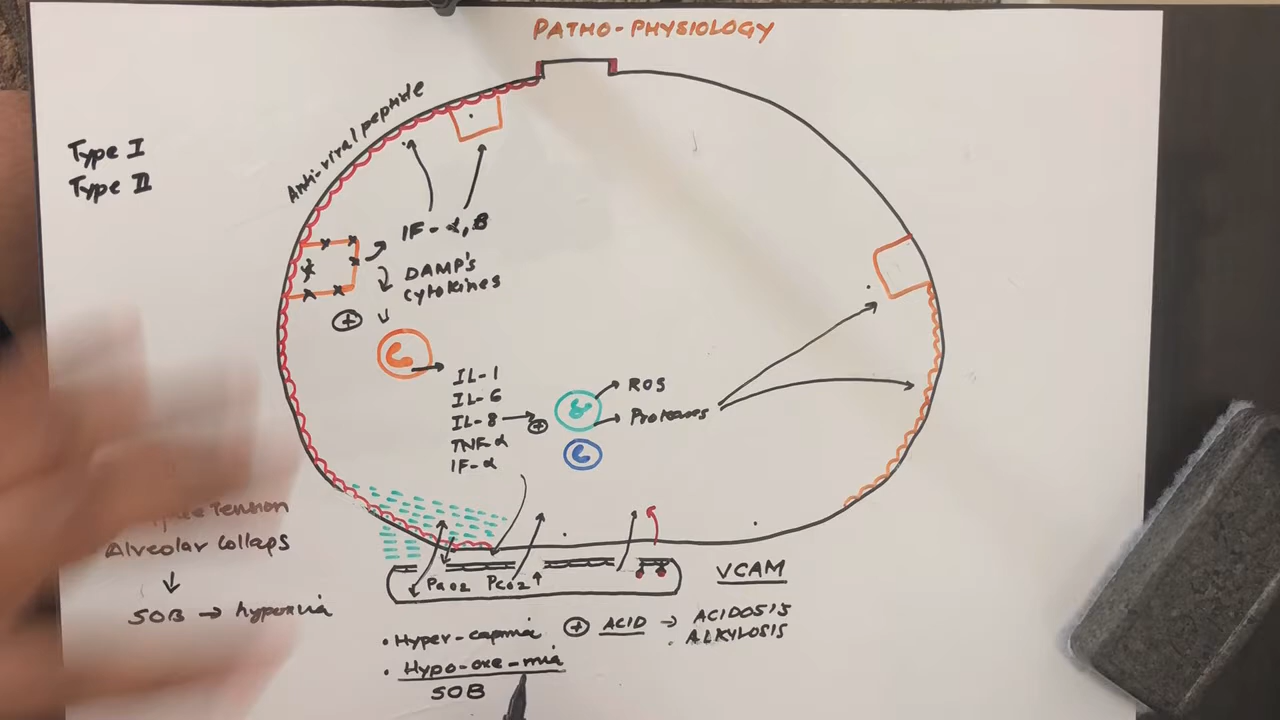 PATHO-PHYSIOLOGY
Anti-viral peptide
Type I
Type II
IF-α,B
DAMP's
Cytokines
+
IL-1
IL-6
IL-8
TNF-α
IF-α
+
ROS
Tension
Alveolar Collaps
SOB → hypoxia
PaO2 PCO2↑
VCAM
• Hyper-capnia
• Hypo-oxe-mia
SOB
+ ACID → ACIDOSIS
. ALKYLOSIS